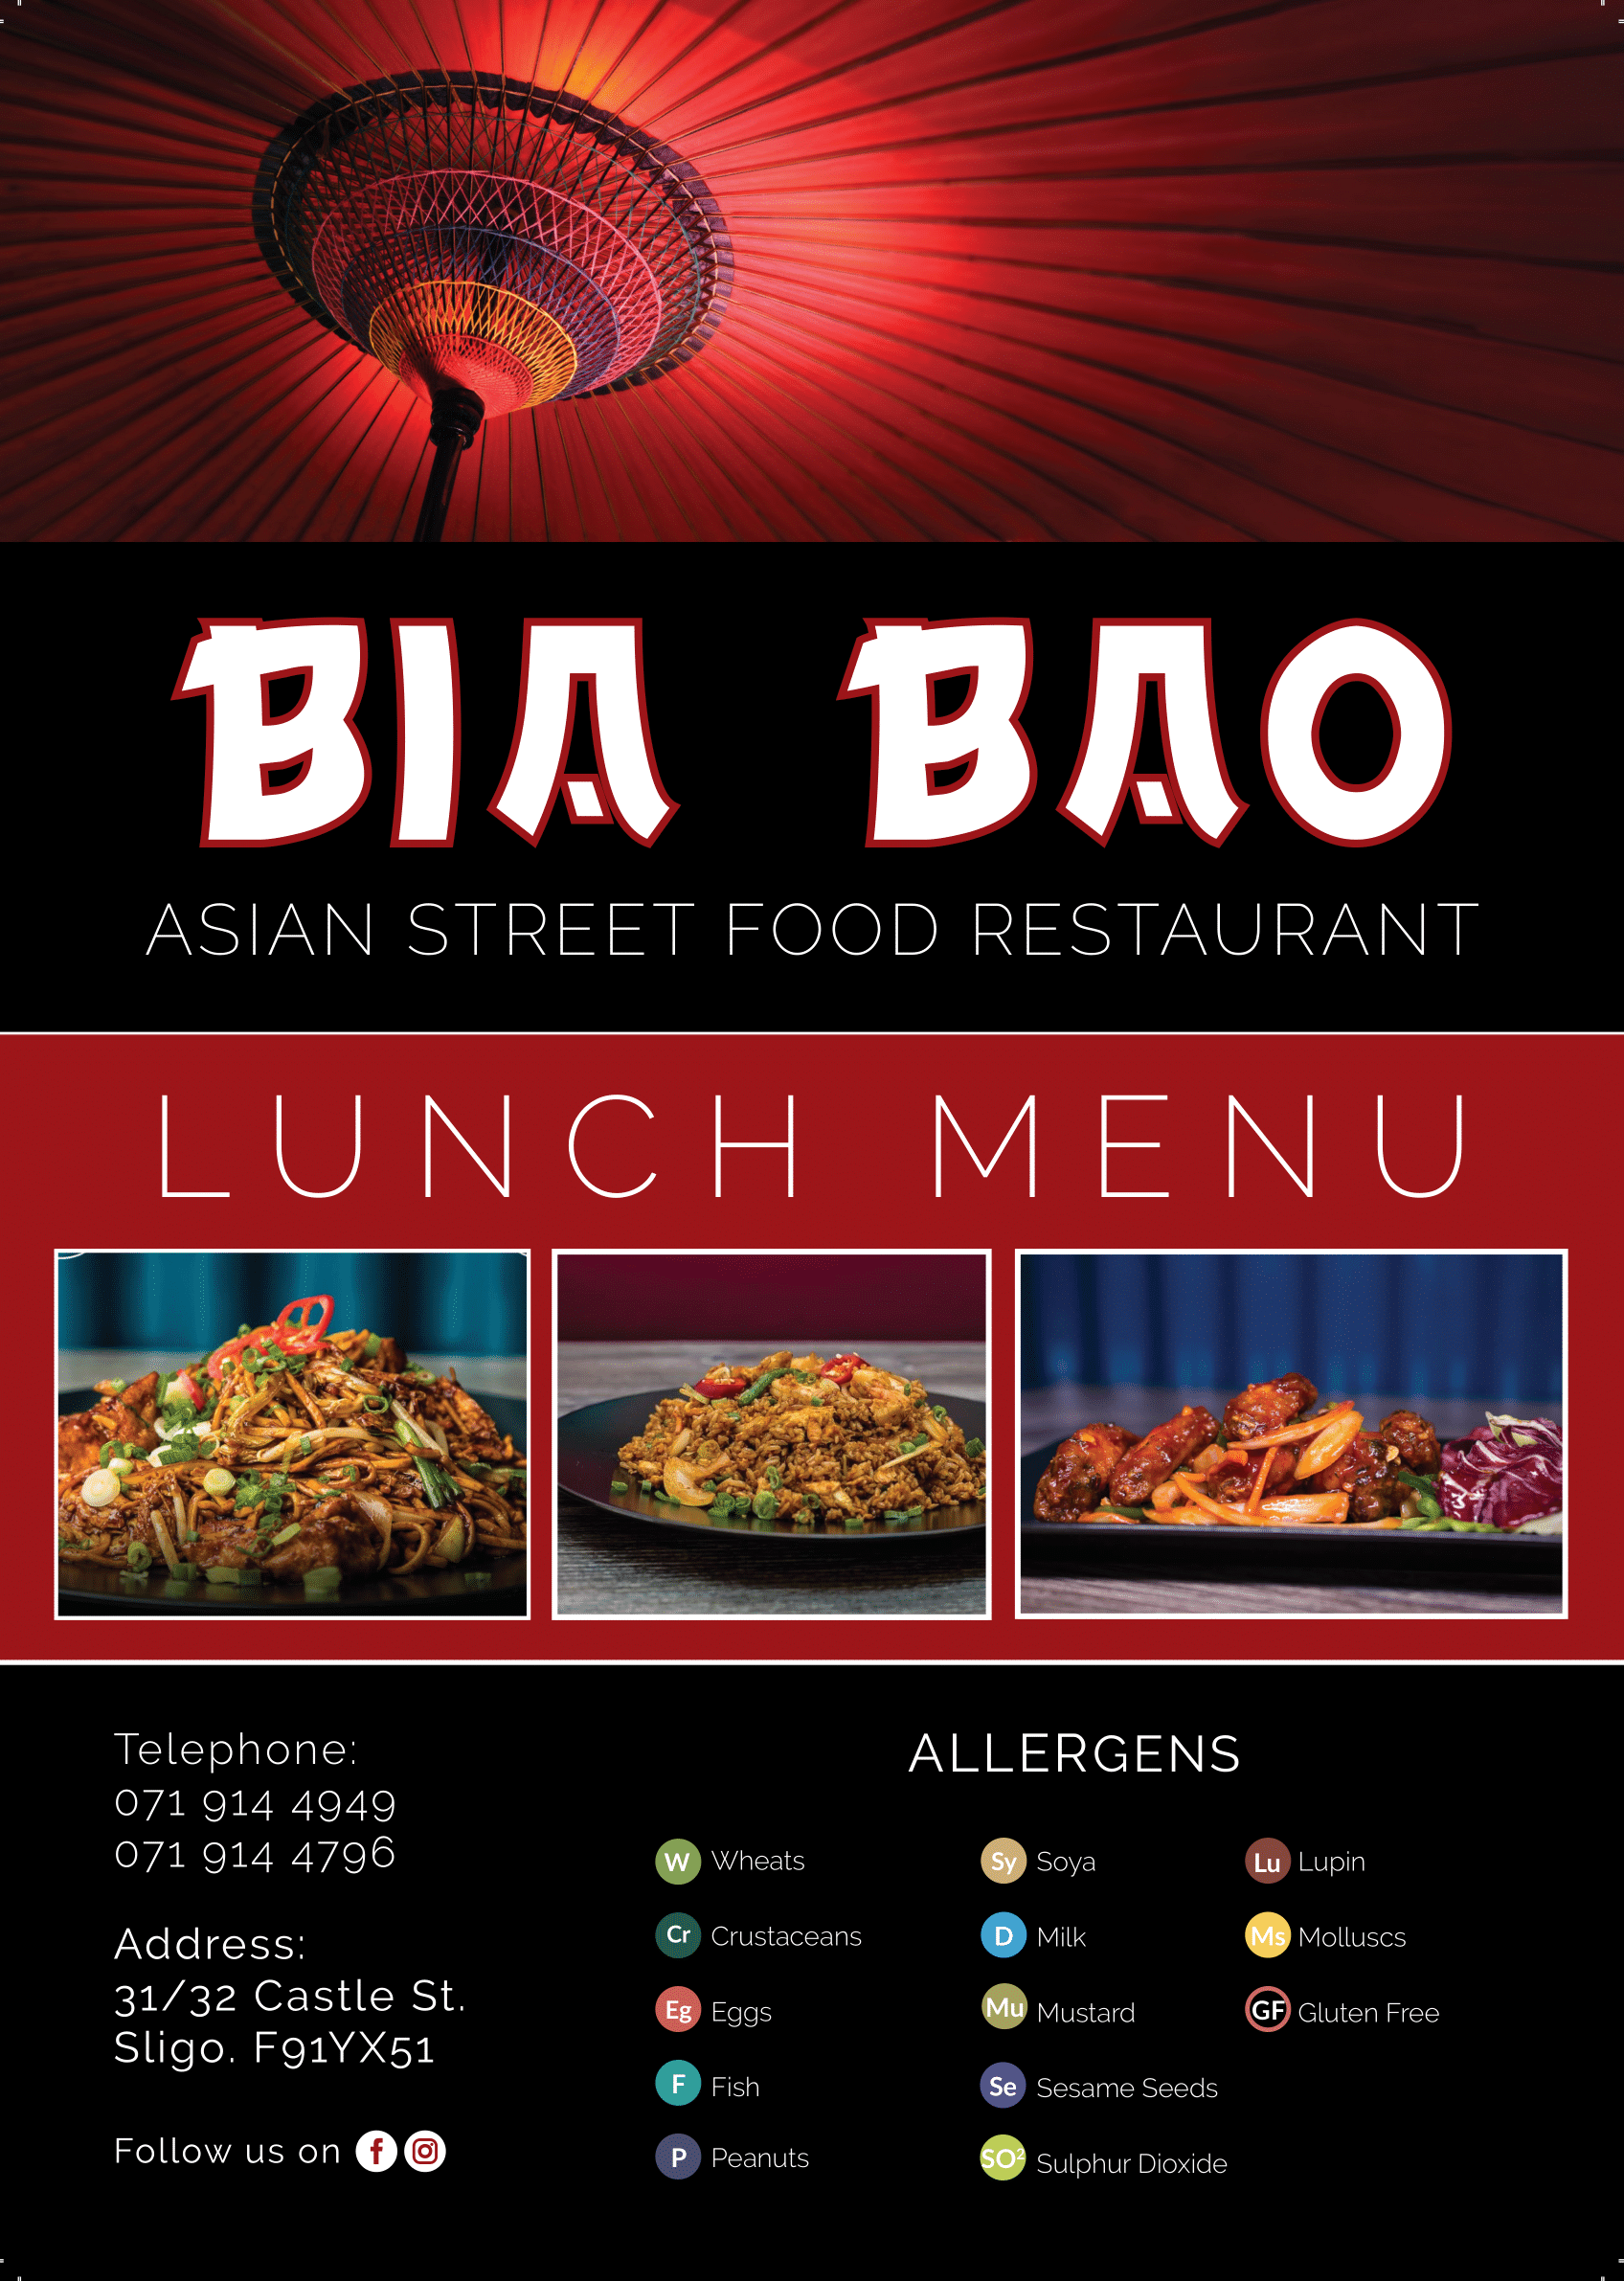 BIA BAO
ASIAN STREET FOOD RESTAURANT
LUNCH MENU
Telephone:
071 914 4949
071 914 4796
Address:
31/32 Castle St.
Sligo. F91YX51
Follow us on
ALLERGENS
W Wheats
Cr Crustaceans
Eg Eggs
F Fish
P Peanuts
Sy Soya
D Milk
Mu Mustard
Se Sesame Seeds
SO² Sulphur Dioxide
Lu Lupin
Ms Molluscs
GF Gluten Free